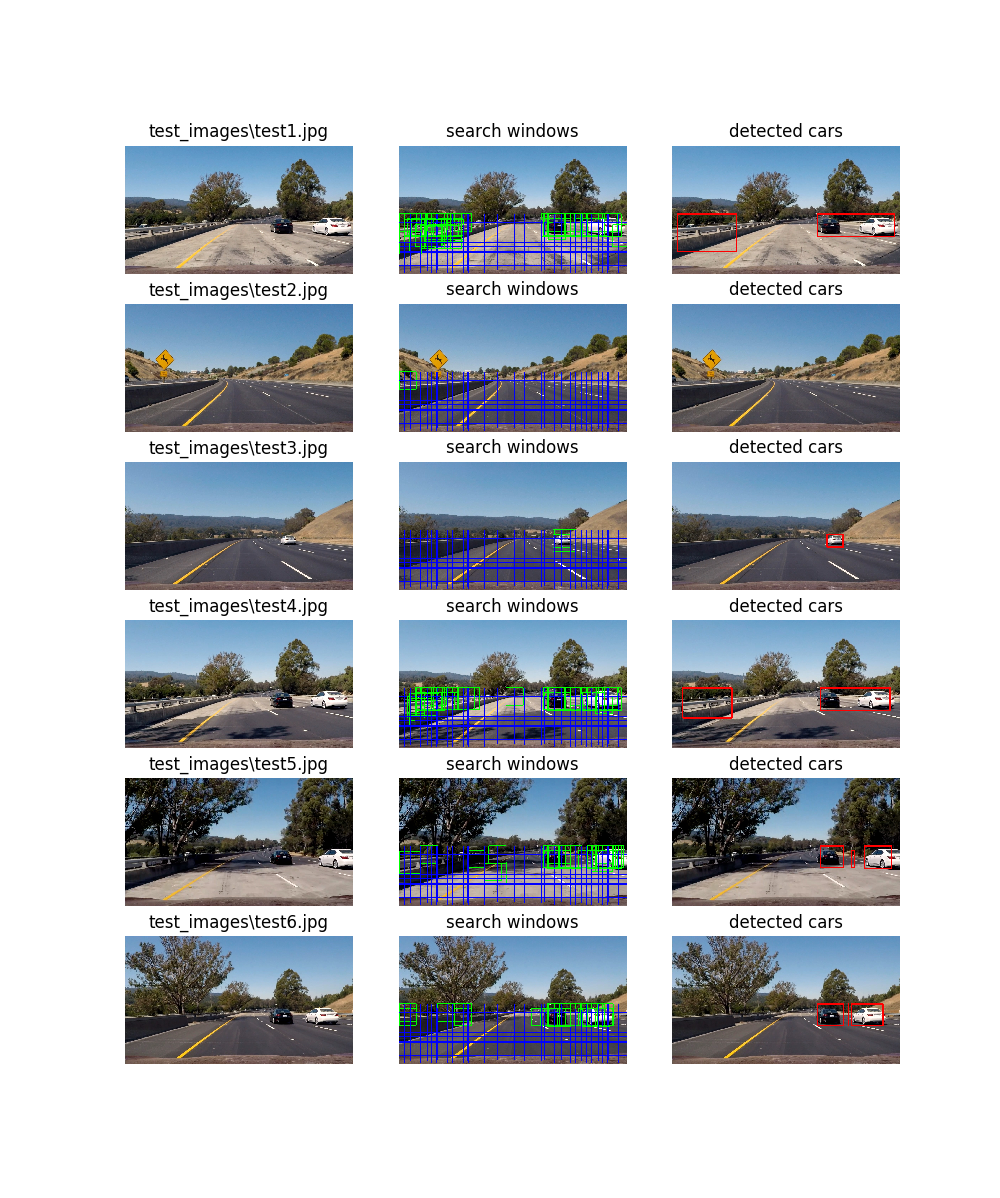 test_images\test1.jpg search windows detected cars
test_images\test2.jpg search windows detected cars
test_images\test3.jpg search windows detected cars
test_images\test4.jpg search windows detected cars
test_images\test5.jpg search windows detected cars
test_images\test6.jpg search windows detected cars